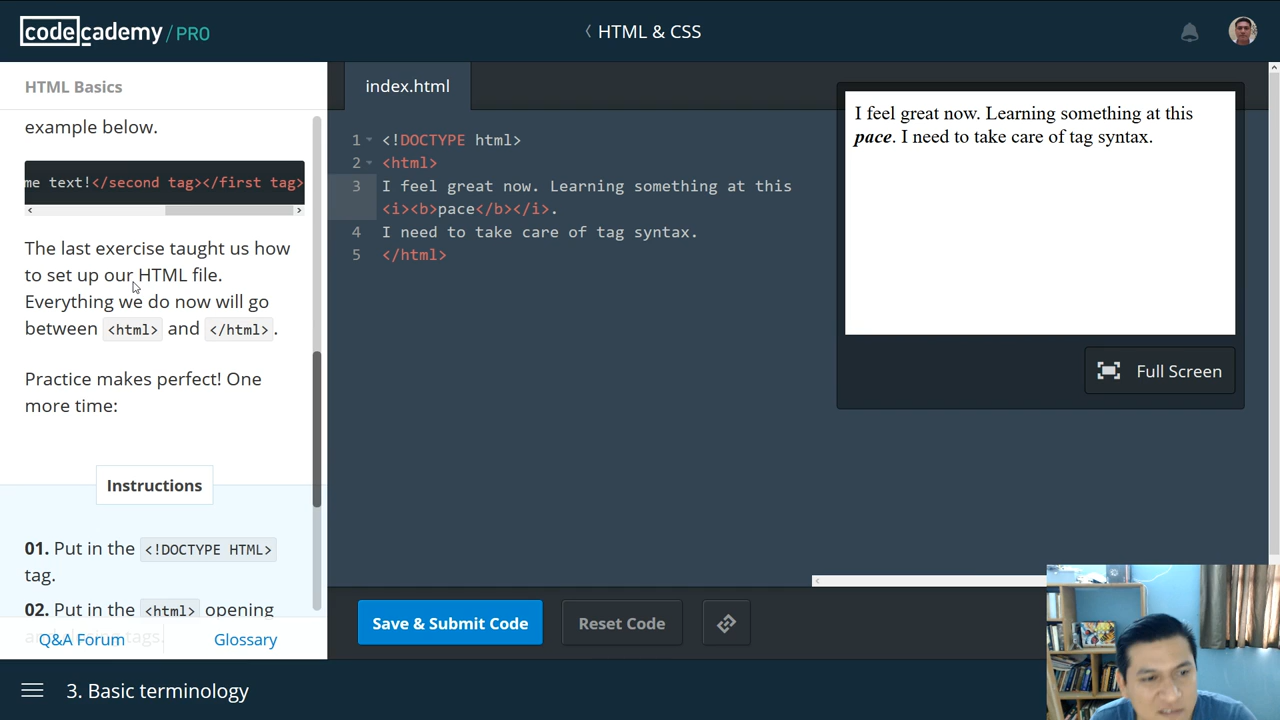 codecademy / PRO
HTML & CSS
HTML Basics
example below.
me text!</second tag></first tag>
The last exercise taught us how
to set up our HTML file.
Everything we do now will go
between <html> and </html>.
Practice makes perfect! One
more time:
Instructions
01. Put in the <!DOCTYPE HTML>
tag.
02. Put in the <html> opening
tags.
Q&A Forum
Glossary
index.html
1 <!DOCTYPE html>
2 <html>
3 I feel great now. Learning something at this
<i><b>pace</b></i>.
4 I need to take care of tag syntax.
5 </html>
I feel great now. Learning something at this
pace. I need to take care of tag syntax.
Full Screen
Save & Submit Code
Reset Code
3. Basic terminology